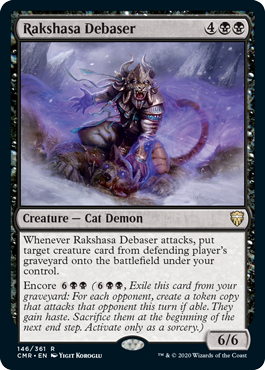 Rakshasa Debaser 4
Creature — Cat Demon
Whenever Rakshasa Debaser attacks, put
target creature card from defending player's
graveyard onto the battlefield under your
control.
Encore 6 ( 6 , Exile this card from your
graveyard: For each opponent, create a token copy
that attacks that opponent this turn if able. They
gain haste. Sacrifice them at the beginning of the
next end step. Activate only as a sorcery.)
6/6
146/361 R
CMR • EN Yigit Koroglu
™ & © 2020 Wizards of the Coast